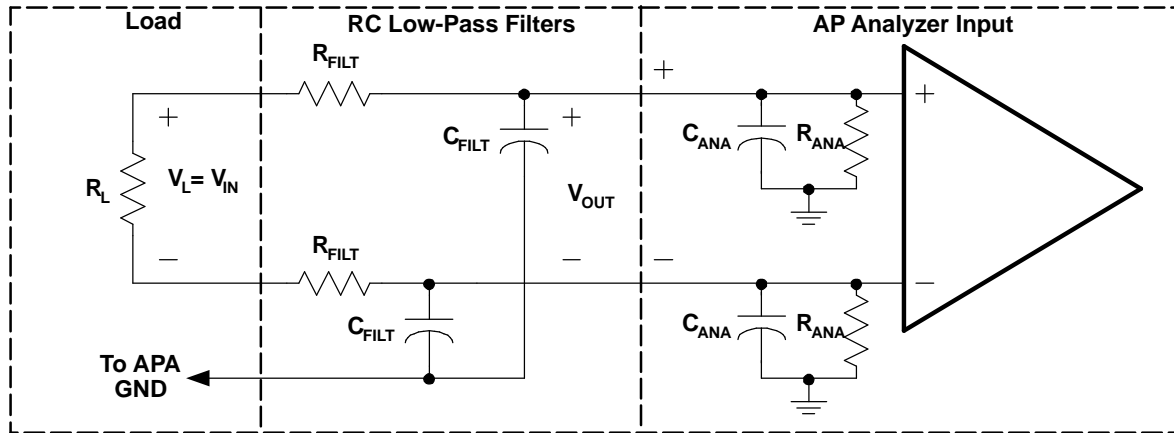 Load
RC Low-Pass Filters
AP Analyzer Input
R_FILT
+
+
+
+
C_FILT
C_ANA
R_ANA
R_L
V_L= V_IN
V_OUT
R_FILT
−
−
−
−
C_FILT
C_ANA
R_ANA
To APA
GND